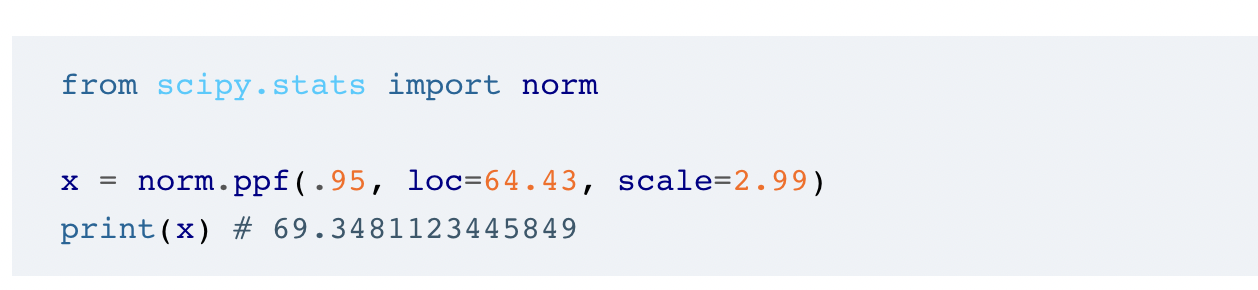 from scipy.stats import norm
x = norm.ppf(.95, loc=64.43, scale=2.99)
print(x) # 69.3481123445849